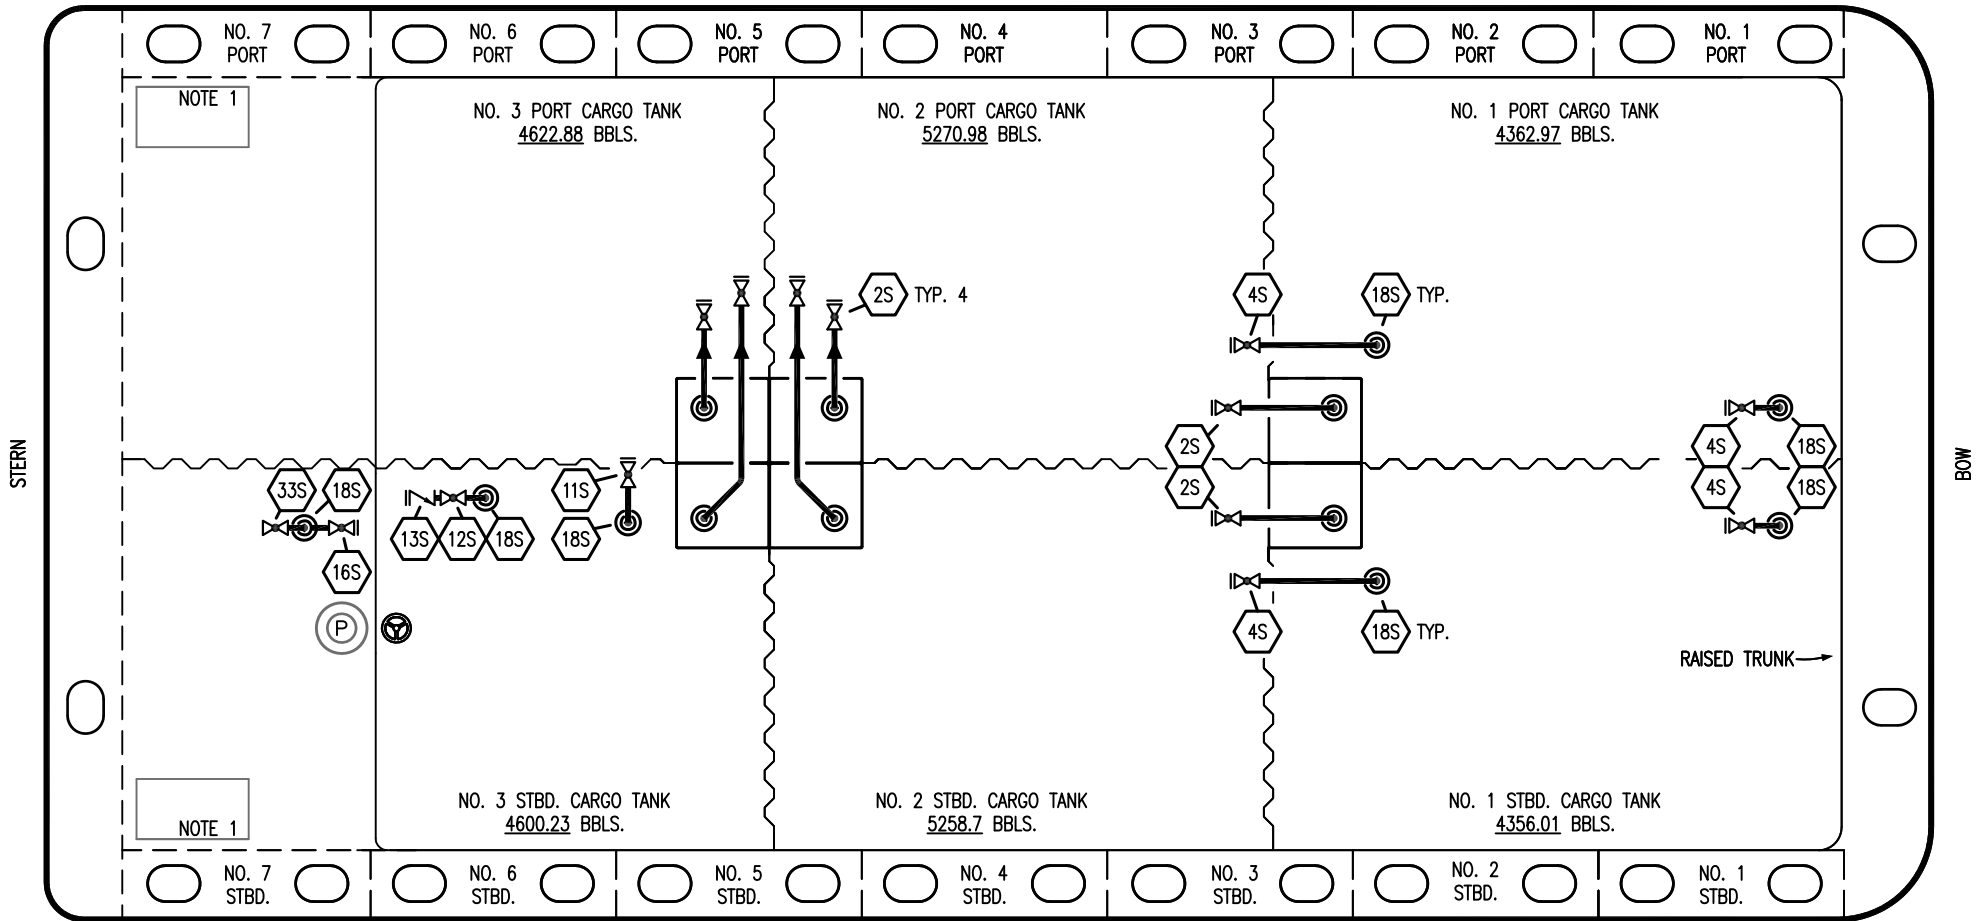 NO. 7
PORT
NO. 6
PORT
NO. 5
PORT
NO. 4
PORT
NO. 3
PORT
NO. 2
PORT
NO. 1
PORT
NOTE 1
NO. 3 PORT CARGO TANK
4622.88 BBLS.
NO. 2 PORT CARGO TANK
5270.98 BBLS.
NO. 1 PORT CARGO TANK
4362.97 BBLS.
2S TYP. 4
4S
18S TYP.
STERN
BOW
2S
2S
4S
18S
4S
18S
33S
18S
11S
13S
12S
18S
18S
16S
P
4S
18S TYP.
RAISED TRUNK
NO. 3 STBD. CARGO TANK
4600.23 BBLS.
NO. 2 STBD. CARGO TANK
5258.7 BBLS.
NO. 1 STBD. CARGO TANK
4356.01 BBLS.
NOTE 1
NO. 7
STBD.
NO. 6
STBD.
NO. 5
STBD.
NO. 4
STBD.
NO. 3
STBD.
NO. 2
STBD.
NO. 1
STBD.